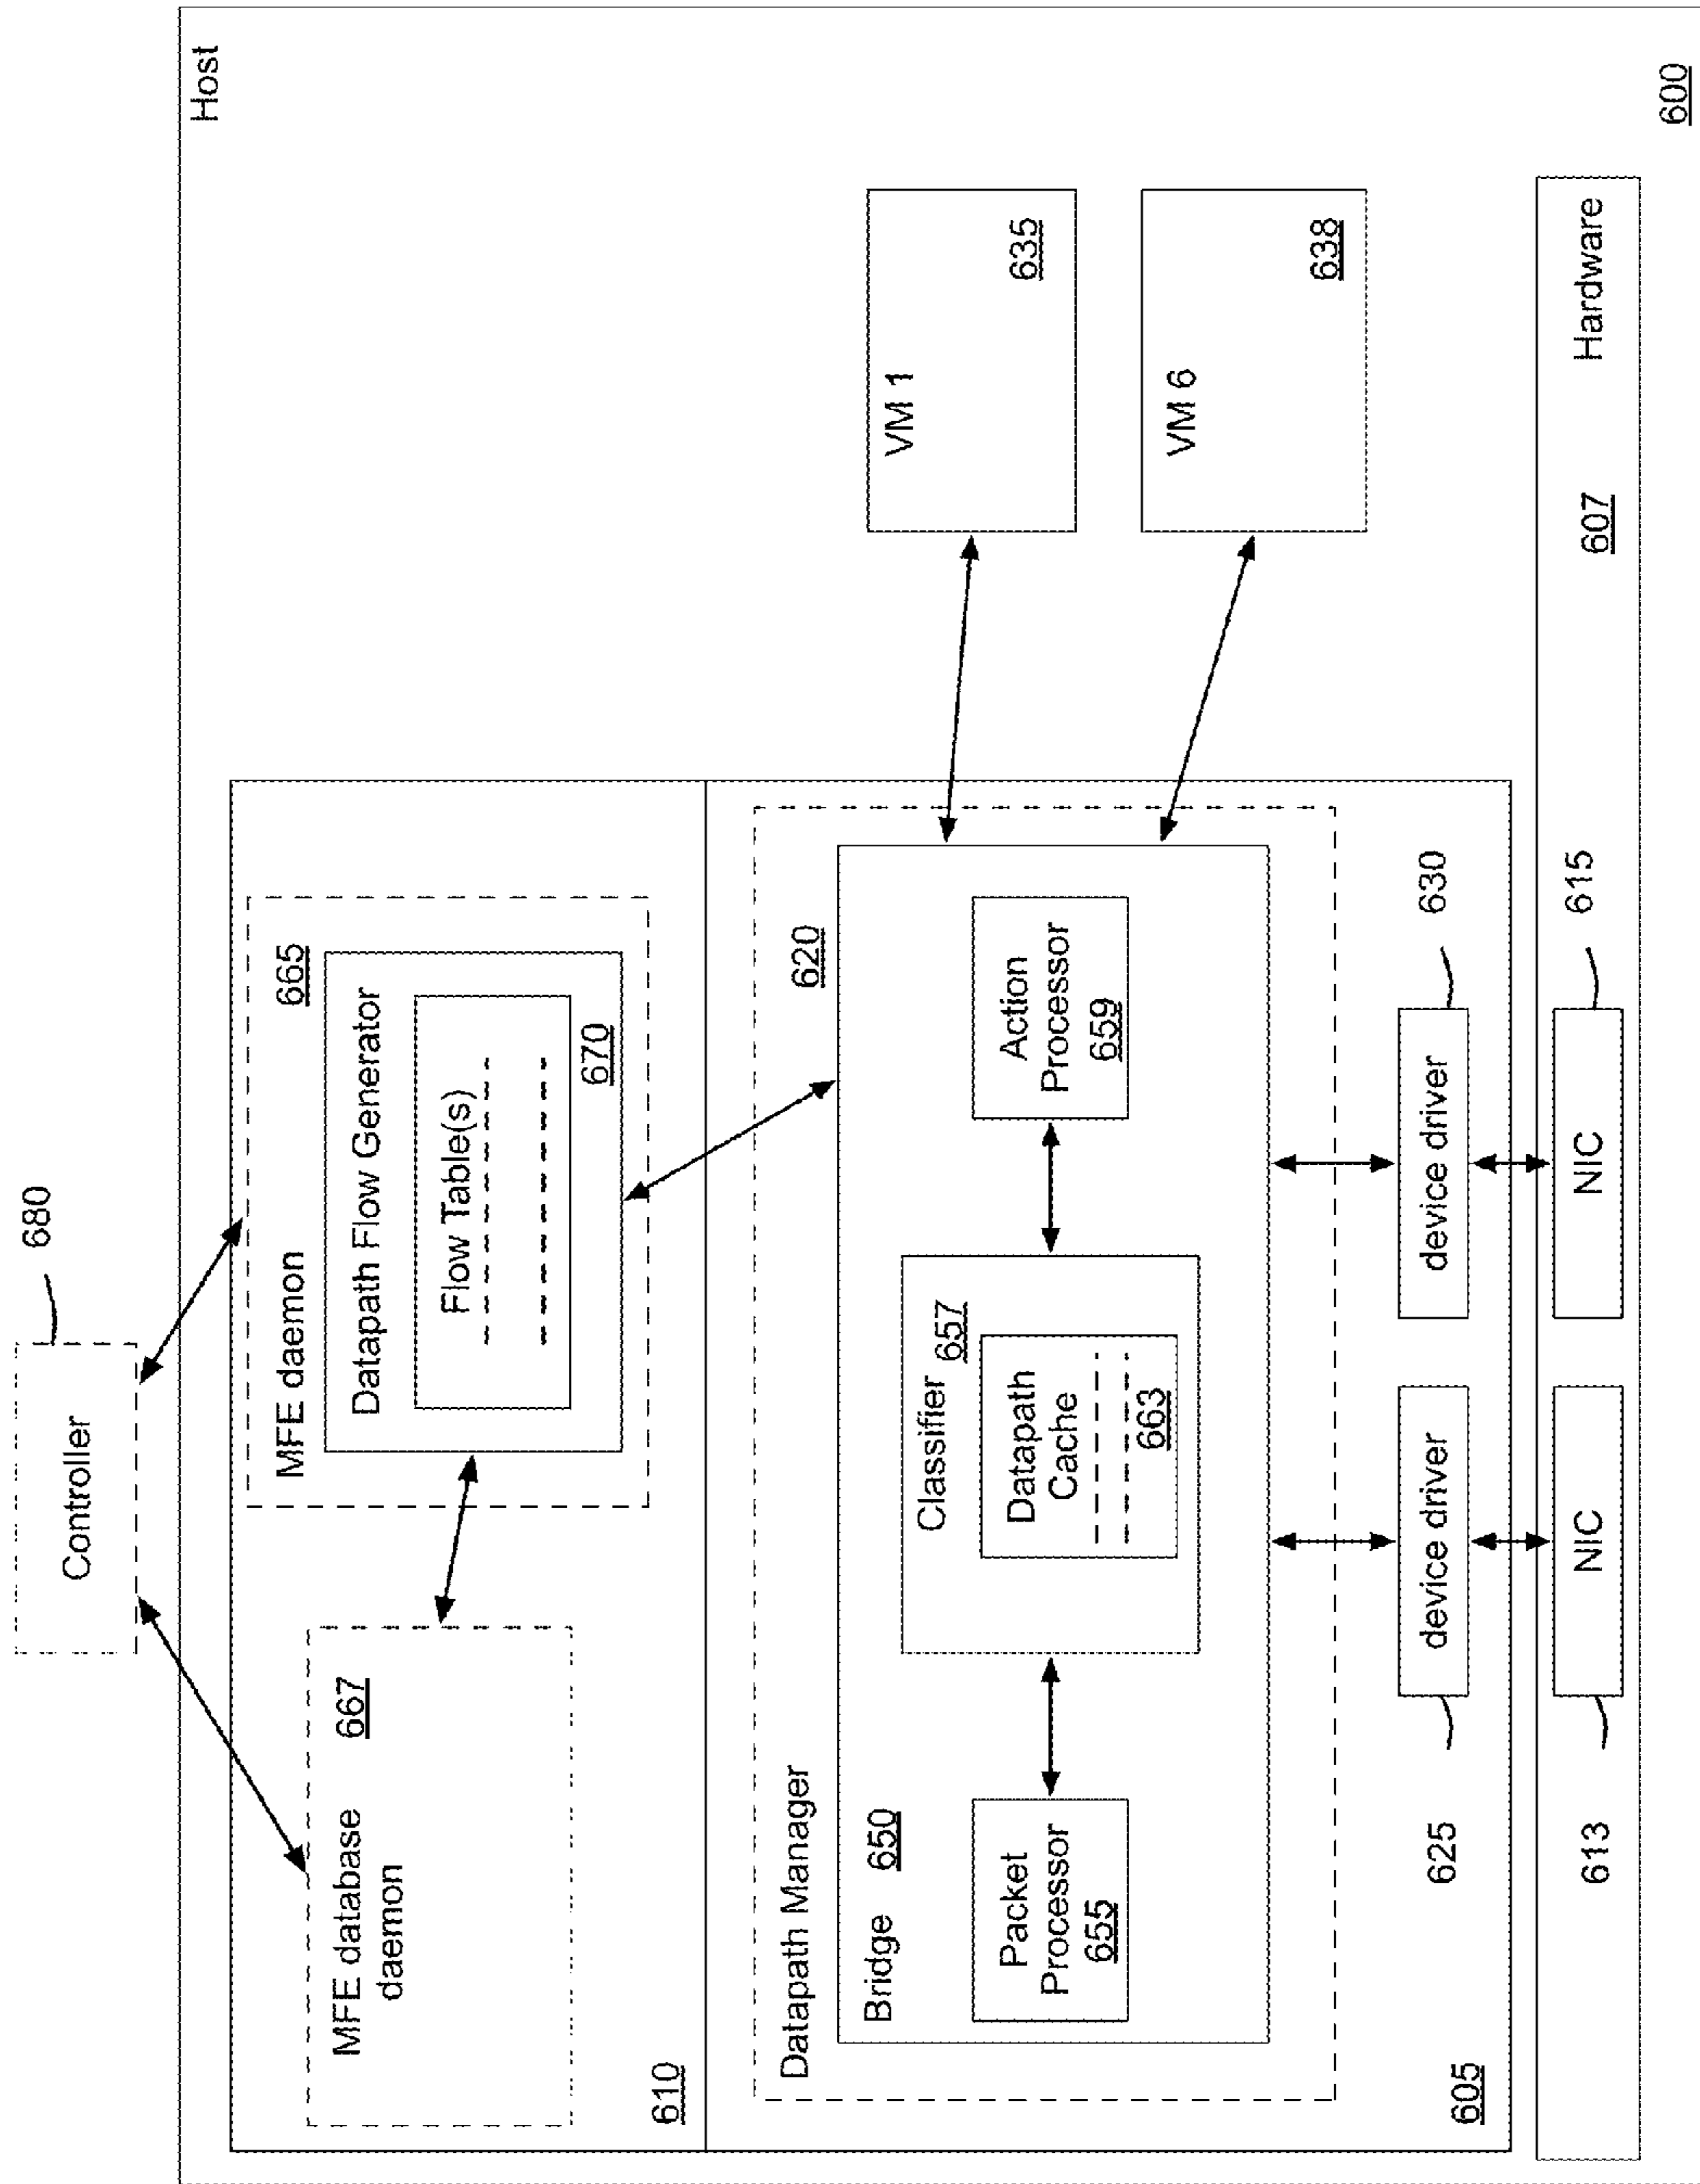 Controller
680
Host
MFE database
daemon
667
MFE daemon
665
Datapath Flow Generator
Flow Table(s)
670
610
Datapath Manager
620
Bridge
650
Packet
Processor
655
Classifier
657
Datapath
Cache
663
Action
Processor
659
VM 1
635
VM 6
638
605
625
device driver
device driver
630
613
NIC
NIC
615
607
Hardware
600